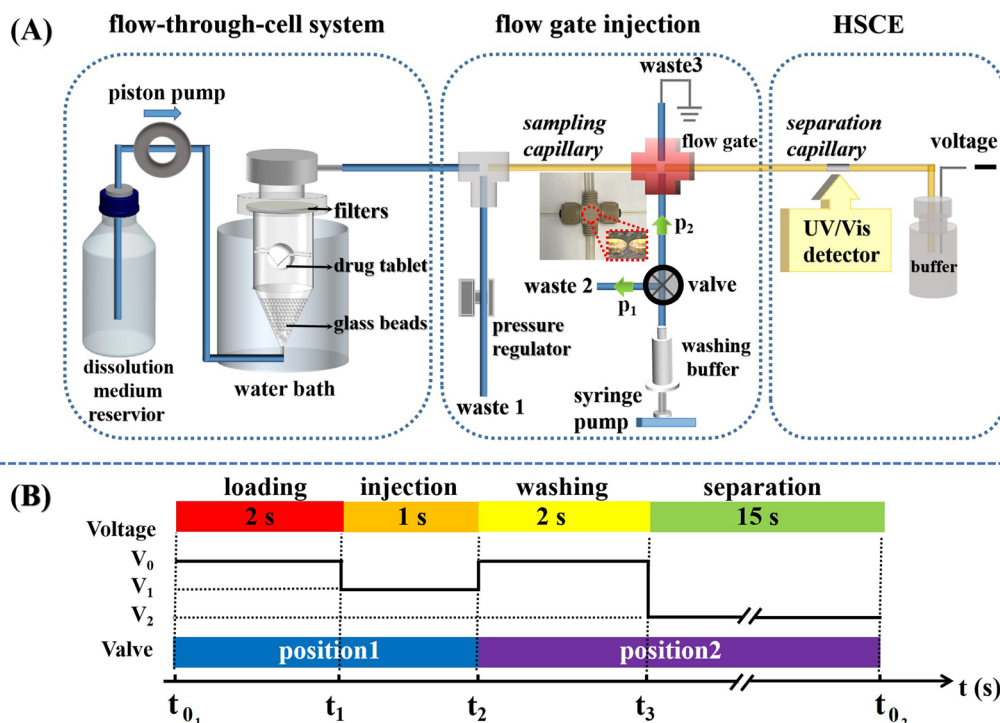 (A)
flow-through-cell system
flow gate injection
HSCE
piston pump
filters
drug tablet
glass beads
dissolution
medium
reservior
water bath
sampling
capillary
waste3
flow gate
p₂
waste 2
p₁
valve
pressure
regulator
washing
buffer
waste 1
syringe
pump
separation
capillary
voltage
UV/Vis
detector
buffer
(B)
loading
injection
washing
separation
Voltage
2 s
1 s
2 s
15 s
V₀
V₁
V₂
Valve
position1
position2
t₀₁
t₁
t₂
t₃
t₀₂
t (s)